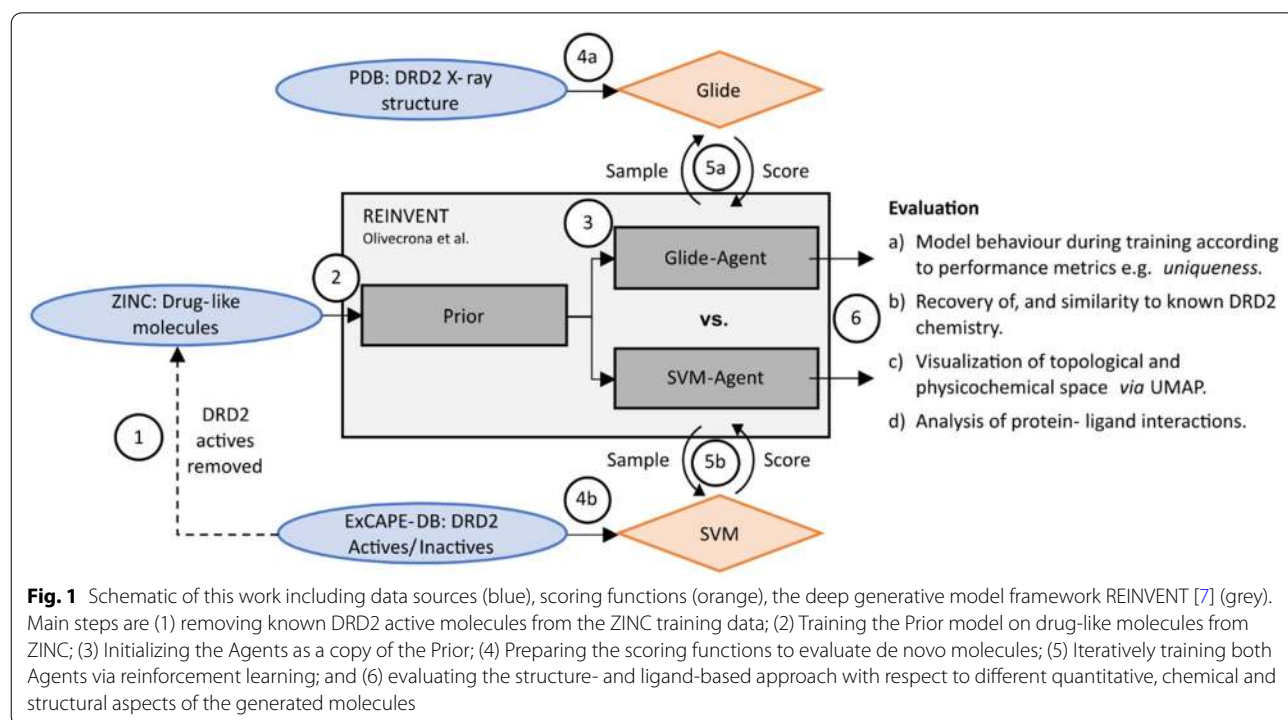 PDB: DRD2 X- ray
structure
4a
Glide
Sample
5a
Score
REINVENT
Olivecrona et al.
3
Glide-Agent
2
ZINC: Drug-like
molecules
Prior
vs.
6
SVM-Agent
Evaluation
a) Model behaviour during training according
to performance metrics e.g. uniqueness.
b) Recovery of, and similarity to known DRD2
chemistry.
c) Visualization of topological and
physicochemical space via UMAP.
d) Analysis of protein- ligand interactions.
1
DRD2
actives
removed
Sample
5b
Score
ExCAPE-DB: DRD2
Actives/Inactives
4b
SVM
Fig. 1 Schematic of this work including data sources (blue), scoring functions (orange), the deep generative model framework REINVENT [7] (grey).
Main steps are (1) removing known DRD2 active molecules from the ZINC training data; (2) Training the Prior model on drug-like molecules from
ZINC; (3) Initializing the Agents as a copy of the Prior; (4) Preparing the scoring functions to evaluate de novo molecules; (5) Iteratively training both
Agents via reinforcement learning; and (6) evaluating the structure- and ligand-based approach with respect to different quantitative, chemical and
structural aspects of the generated molecules